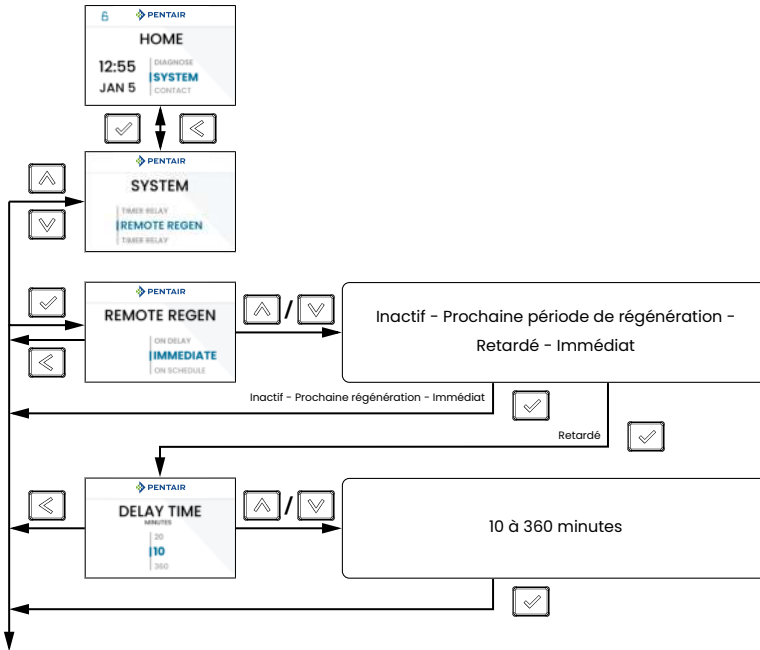 PENTAIR
HOME
12:55
JAN 5
DIAGNOSE
SYSTEM
CONTACT
PENTAIR
SYSTEM
TIMER RELAY
REMOTE REGEN
TIMER RELAY
PENTAIR
REMOTE REGEN
ON DELAY
IMMEDIATE
ON SCHEDULE
/
Inactif - Prochaine période de régénération -
Retardé - Immédiat
Inactif - Prochaine régénération - Immédiat
Retardé
PENTAIR
DELAY TIME
MINUTES
20
10
360
/
10 à 360 minutes